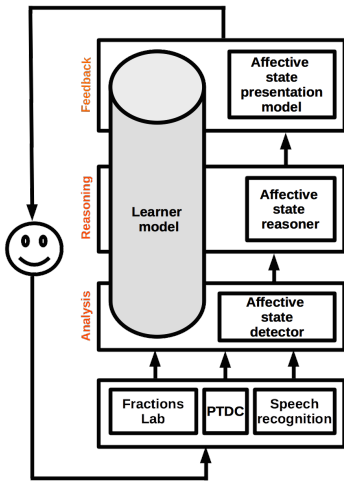 Feedback
Affective
state
presentation
model
Reasoning
Learner
model
Affective
state
reasoner
Analysis
Affective
state
detector
Fractions
Lab
PTDC
Speech
recognition